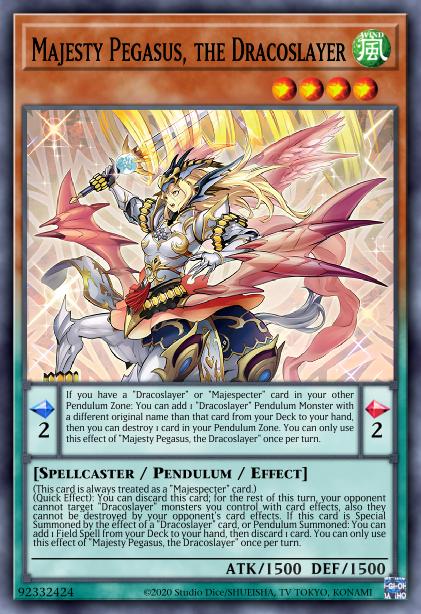 MAJESTY PEGASUS, THE DRACOSLAYER
WIND
風
If you have a "Dracoslayer" or "Majespecter" card in your other
Pendulum Zone: You can add 1 "Dracoslayer" Pendulum Monster with
a different original name than that card from your Deck to your hand,
then you can destroy 1 card in your Pendulum Zone. You can only use
this effect of "Majesty Pegasus, the Dracoslayer" once per turn.
2
2
[SPELLCASTER / PENDULUM / EFFECT]
(This card is always treated as a "Majespecter" card.)
(Quick Effect): You can discard this card; for the rest of this turn, your opponent
cannot target "Dracoslayer" monsters you control with card effects, also they
cannot be destroyed by your opponent's card effects. If this card is Special
Summoned by the effect of a "Dracoslayer" card, or Pendulum Summoned: You can
add 1 Field Spell from your Deck to your hand, then discard 1 card. You can only use
this effect of "Majesty Pegasus, the Dracoslayer" once per turn.
ATK/1500 DEF/1500
92332424
©2020 Studio Dice/SHUEISHA, TV TOKYO, KONAMI